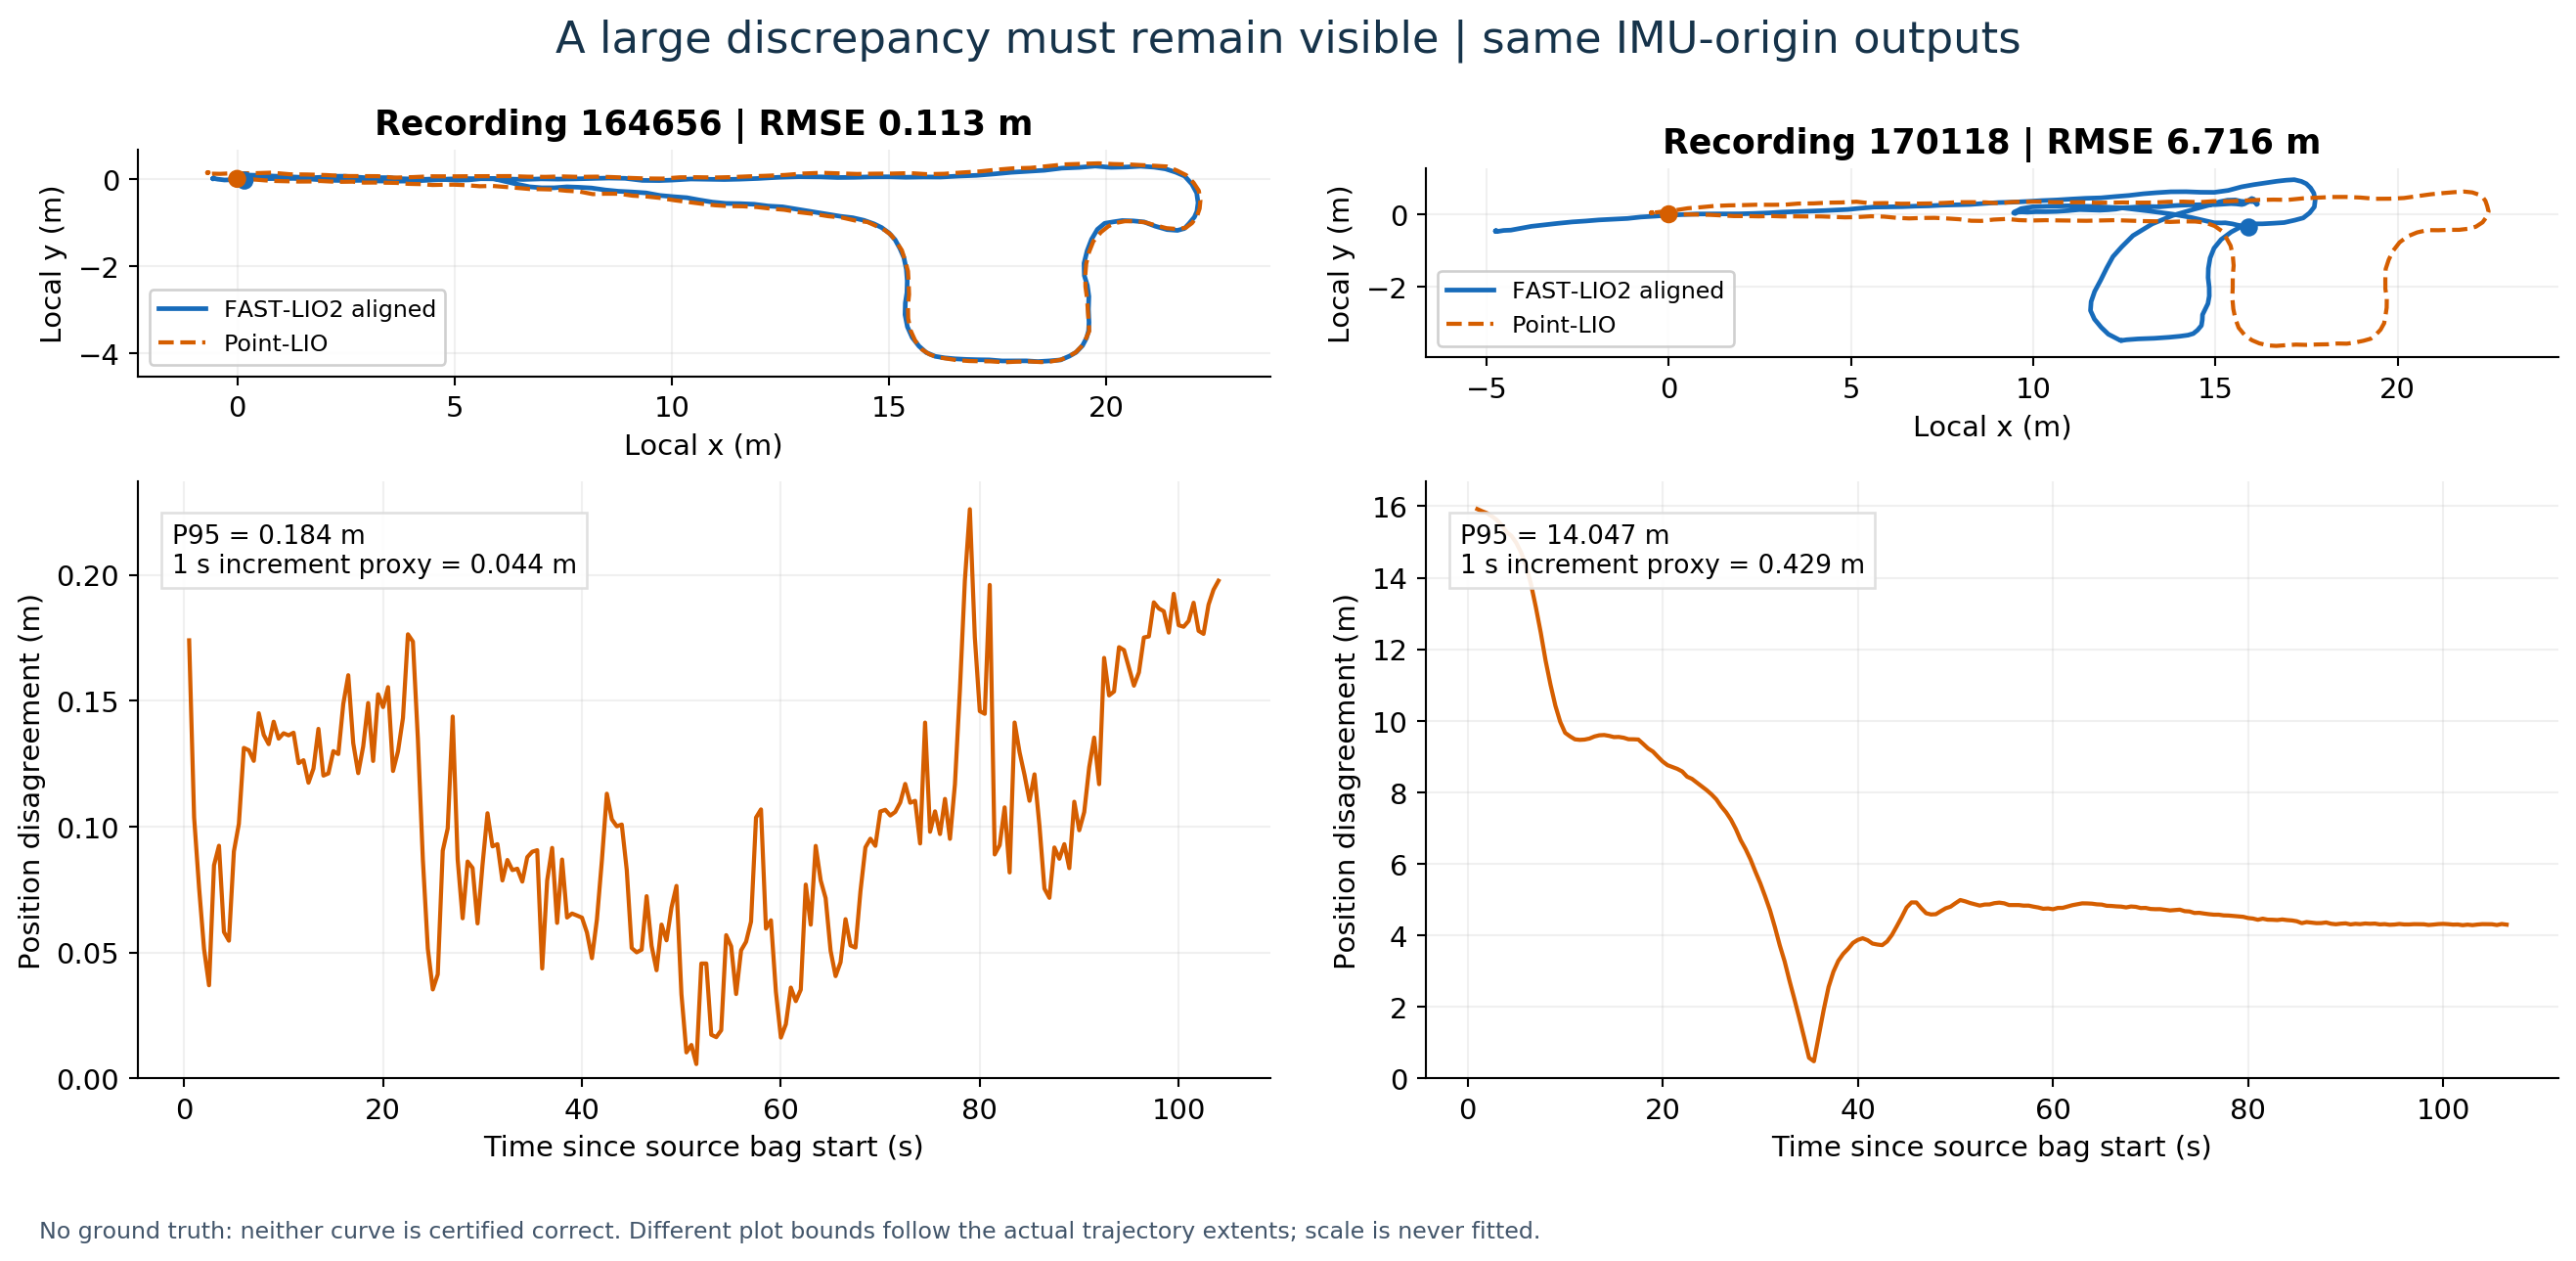 A large discrepancy must remain visible | same IMU-origin outputs
Recording 164656 | RMSE 0.113 m
Local y (m)
0
−2
−4
FAST-LIO2 aligned
Point-LIO
0 5 10 15 20
Local x (m)
Recording 170118 | RMSE 6.716 m
Local y (m)
0
−2
FAST-LIO2 aligned
Point-LIO
−5 0 5 10 15 20
Local x (m)
Position disagreement (m)
P95 = 0.184 m
1 s increment proxy = 0.044 m
0.20
0.15
0.10
0.05
0.00
0 20 40 60 80 100
Time since source bag start (s)
Position disagreement (m)
P95 = 14.047 m
1 s increment proxy = 0.429 m
16
14
12
10
8
6
4
2
0
0 20 40 60 80 100
Time since source bag start (s)
No ground truth: neither curve is certified correct. Different plot bounds follow the actual trajectory extents; scale is never fitted.